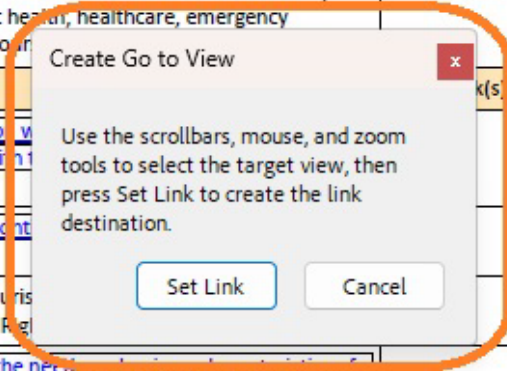 health, healthcare, emergency
Create Go to View
x
k(s)
Use the scrollbars, mouse, and zoom
tools to select the target view, then
press Set Link to create the link
destination.
Set Link
Cancel
the